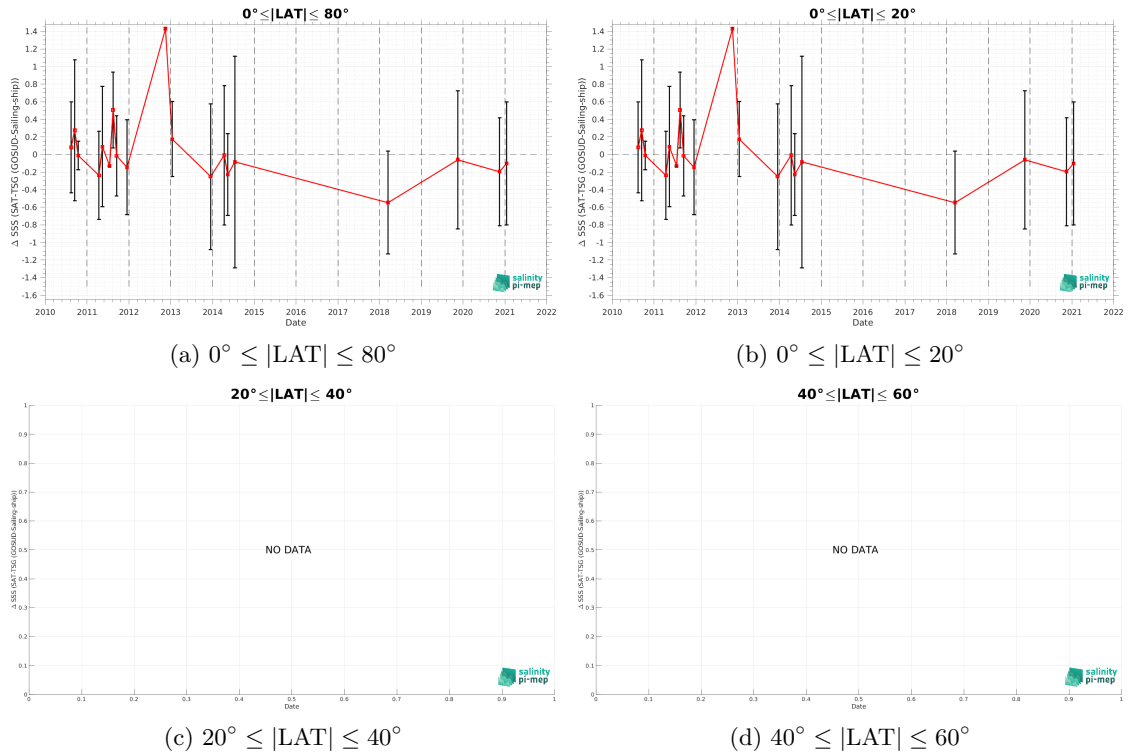 0°≤|LAT|≤ 80°
Δ SSS (SAT-TSG (GOSUD-Sailing-ship))
1.4
1.2
1
0.8
0.6
0.4
0.2
0
-0.2
-0.4
-0.6
-0.8
-1
-1.2
-1.4
-1.6
2010 2011 2012 2013 2014 2015 2016 2017 2018 2019 2020 2021 2022
Date
salinity
pi-mep
(a) 0° ≤ |LAT| ≤ 80°
0°≤|LAT|≤ 20°
Δ SSS (SAT-TSG (GOSUD-Sailing-ship))
1.4
1.2
1
0.8
0.6
0.4
0.2
0
-0.2
-0.4
-0.6
-0.8
-1
-1.2
-1.4
-1.6
2010 2011 2012 2013 2014 2015 2016 2017 2018 2019 2020 2021 2022
Date
salinity
pi-mep
(b) 0° ≤ |LAT| ≤ 20°
20°≤|LAT|≤ 40°
Δ SSS (SAT-TSG (GOSUD-Sailing-ship))
1
0.9
0.8
0.7
0.6
0.5
0.4
0.3
0.2
0.1
0
NO DATA
0 0.1 0.2 0.3 0.4 0.5 0.6 0.7 0.8 0.9 1
Date
salinity
pi-mep
(c) 20° ≤ |LAT| ≤ 40°
40°≤|LAT|≤ 60°
Δ SSS (SAT-TSG (GOSUD-Sailing-ship))
1
0.9
0.8
0.7
0.6
0.5
0.4
0.3
0.2
0.1
0
NO DATA
0 0.1 0.2 0.3 0.4 0.5 0.6 0.7 0.8 0.9 1
Date
salinity
pi-mep
(d) 40° ≤ |LAT| ≤ 60°